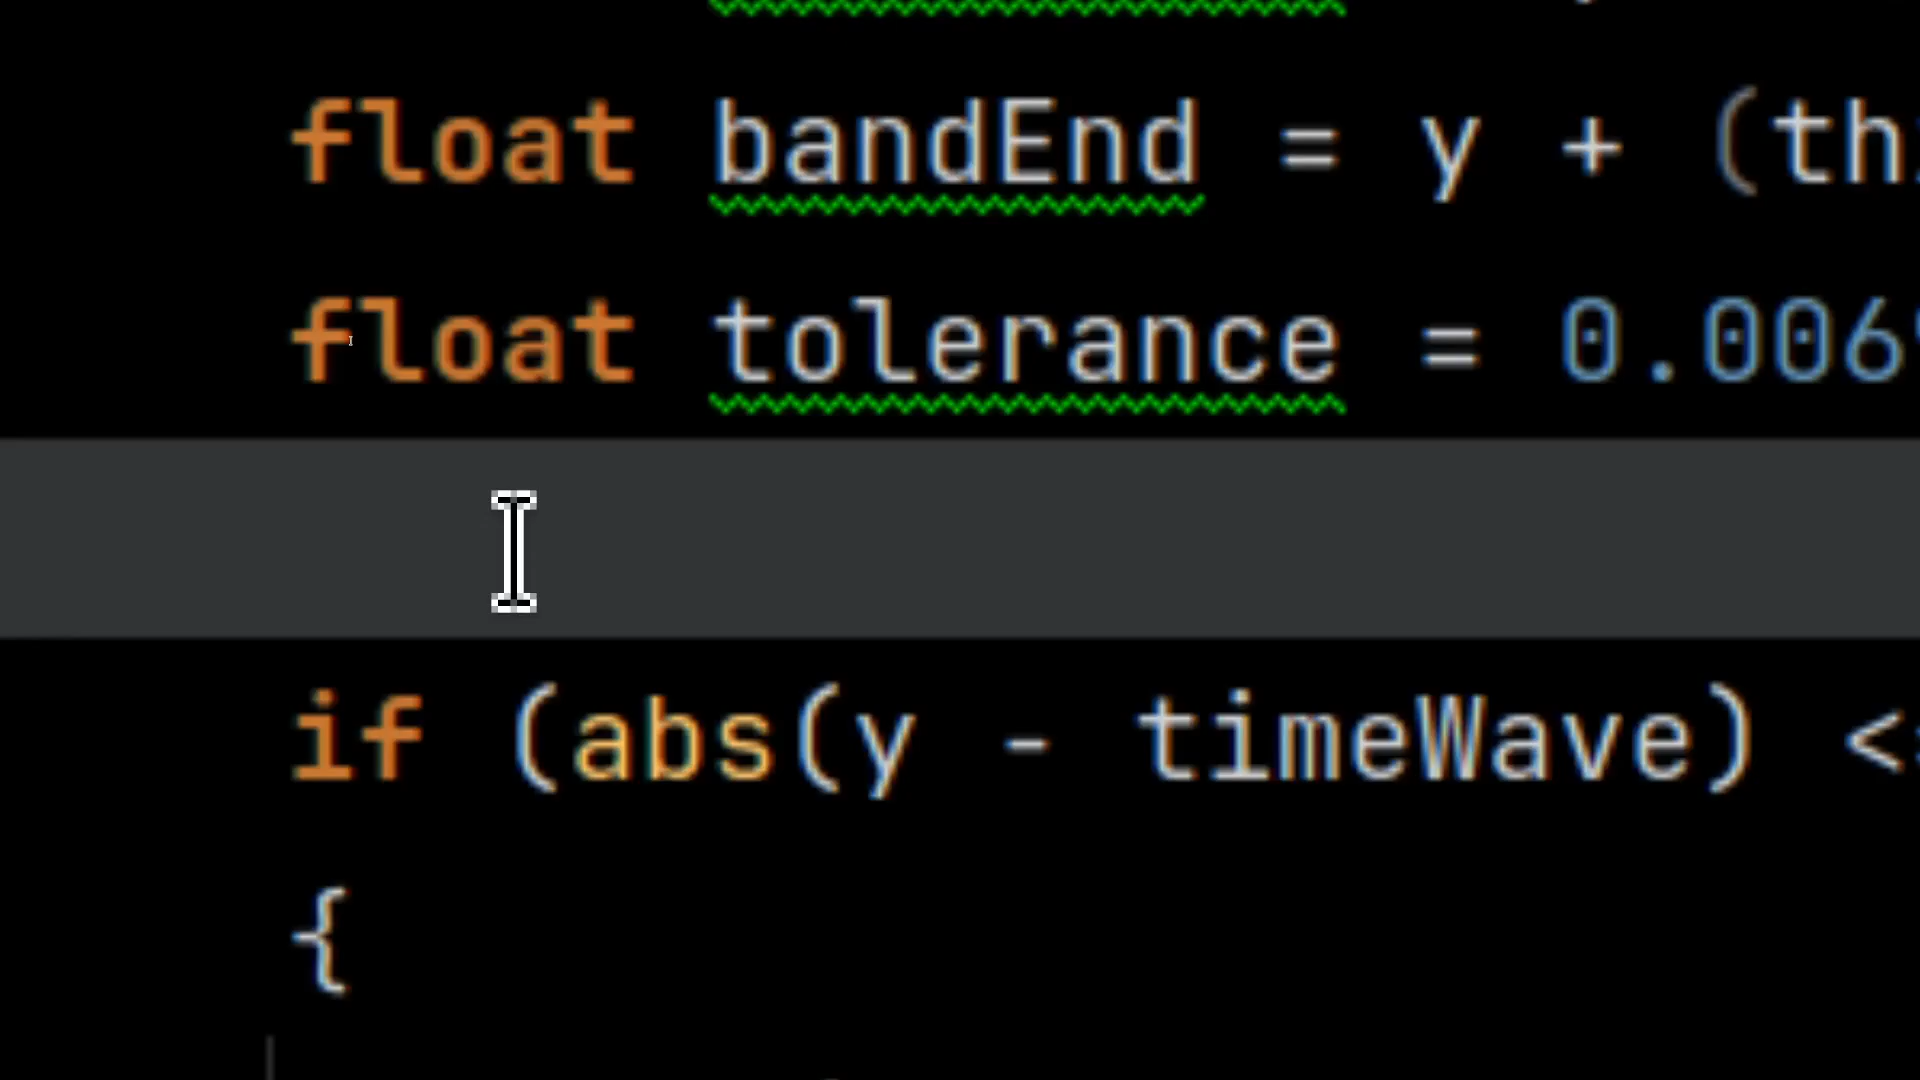 float bandEnd = y + (th
float tolerance = 0.006
if (abs(y - timeWave) <
{